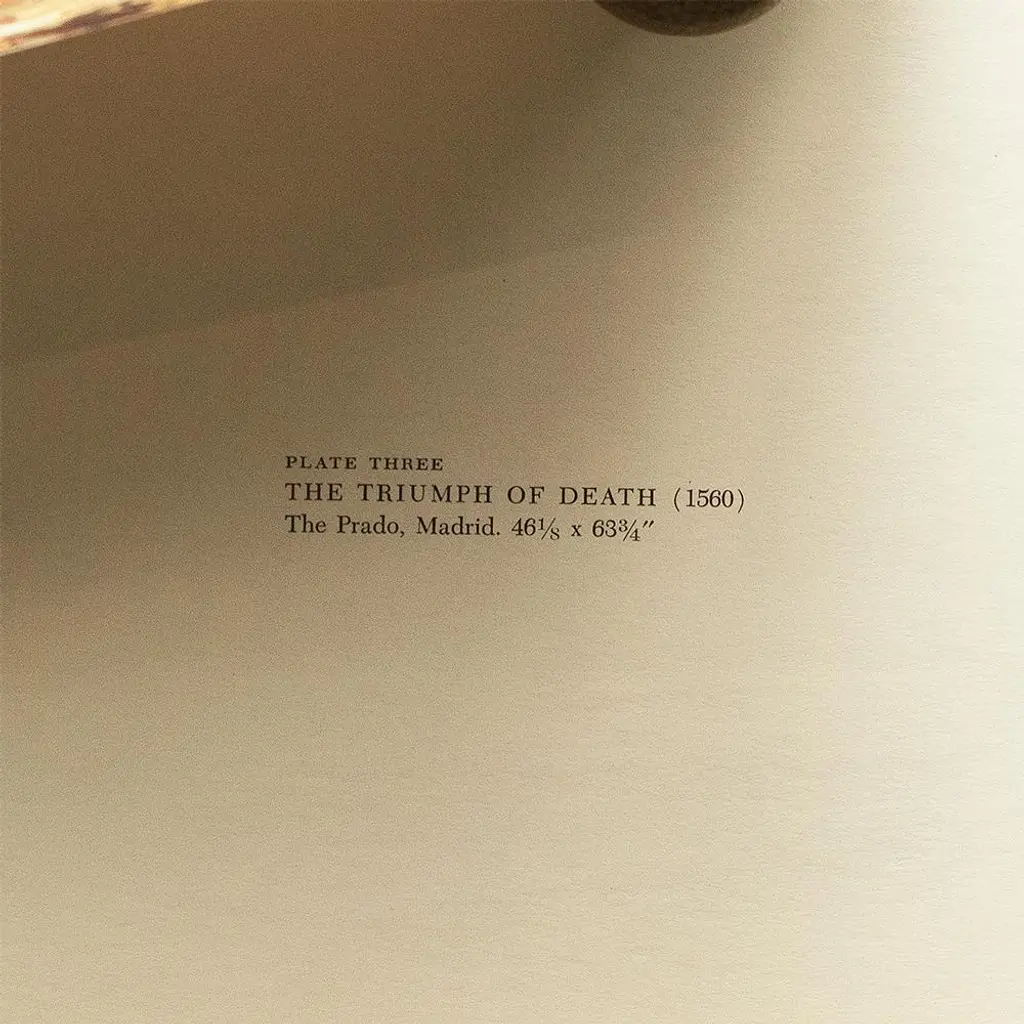 PLATE THREE
THE TRIUMPH OF DEATH (1560)
The Prado, Madrid. 46⅛ x 63¾″